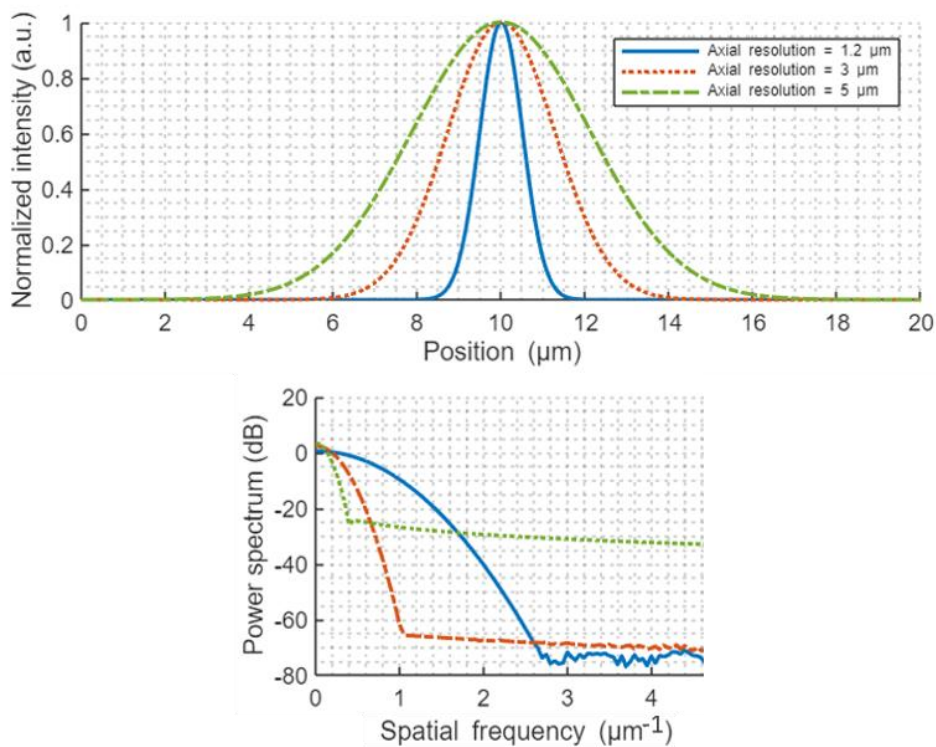 Normalized intensity (a.u.)
1
0.8
0.6
0.4
0.2
0
Axial resolution = 1.2 µm
Axial resolution = 3 µm
Axial resolution = 5 µm
0 2 4 6 8 10 12 14 16 18 20
Position (µm)
Power spectrum (dB)
20
0
-20
-40
-60
-80
0 1 2 3 4
Spatial frequency (µm⁻¹)